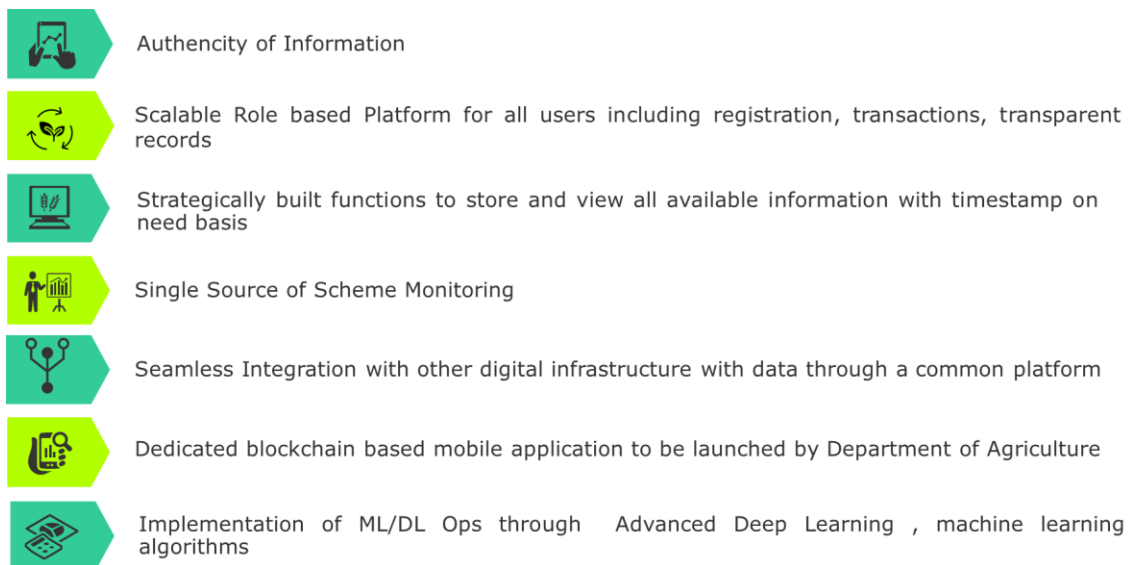 Authencity of Information
Scalable Role based Platform for all users including registration, transactions, transparent
records
Strategically built functions to store and view all available information with timestamp on
need basis
Single Source of Scheme Monitoring
Seamless Integration with other digital infrastructure with data through a common platform
Dedicated blockchain based mobile application to be launched by Department of Agriculture
Implementation of ML/DL Ops through Advanced Deep Learning , machine learning
algorithms